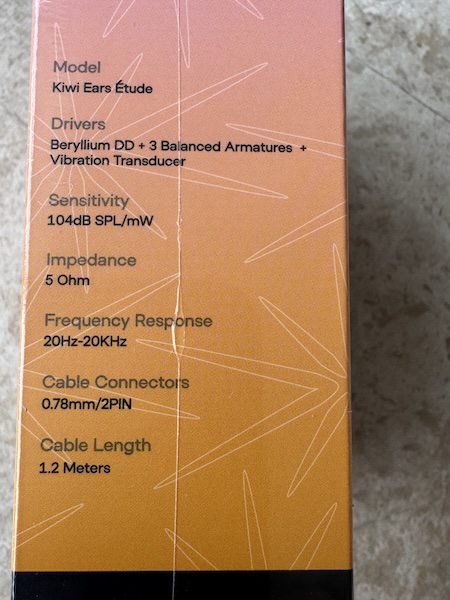 Model
Kiwi Ears Étude
Drivers
Beryllium DD + 3 Balanced Armatures +
Vibration Transducer
Sensitivity
104dB SPL/mW
Impedance
5 Ohm
Frequency Response
20Hz-20KHz
Cable Connectors
0.78mm/2PIN
Cable Length
1.2 Meters